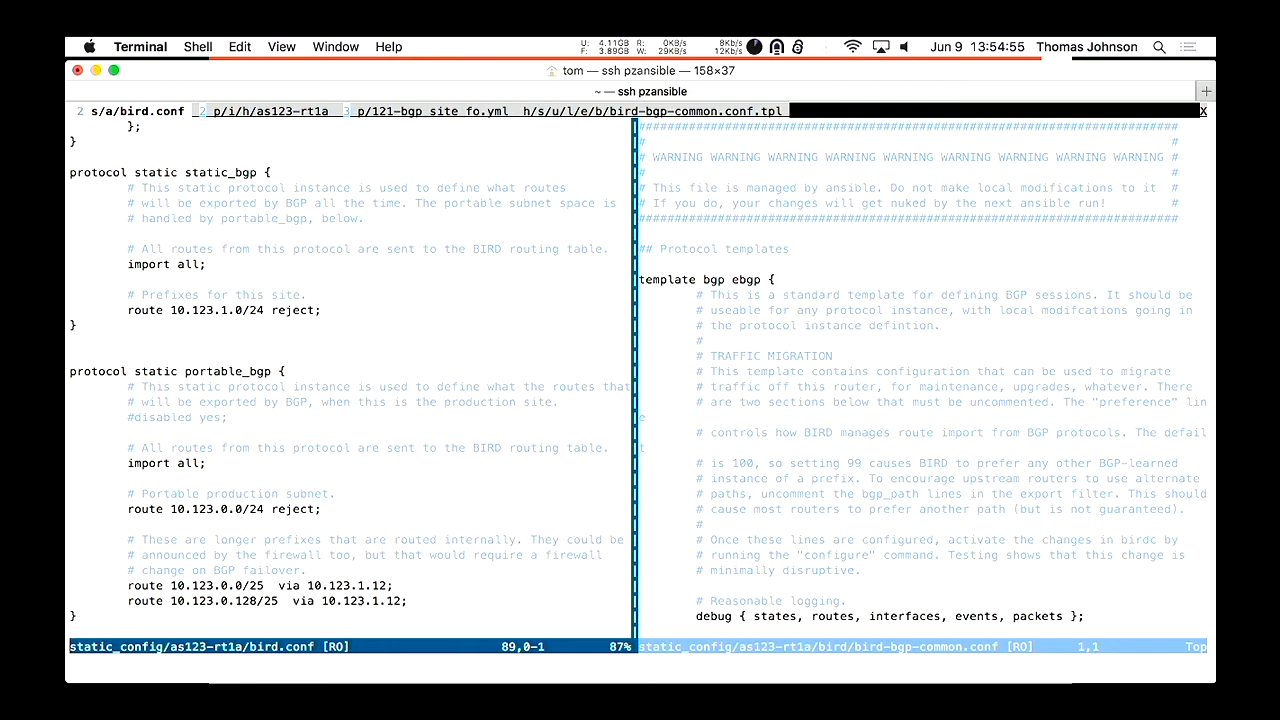 Terminal Shell Edit View Window Help U: 4.11GB R: 0KB/s 8Kb/s Jun 9 13:54:55 Thomas Johnson
F: 3.89GB W: 29KB/s 12Kb/s
tom — ssh pzansible — 158×37
~ — ssh pzansible
2 s/a/bird.conf 2 p/i/h/as123-rt1a 3 p/121-bgp_site_fo.yml h/s/u/l/e/b/bird-bgp-common.conf.tpl X
};
}
protocol static static_bgp {
# This static protocol instance is used to define what routes
# will be exported by BGP all the time. The portable subnet space is
# handled by portable_bgp, below.
# All routes from this protocol are sent to the BIRD routing table.
import all;
# Prefixes for this site.
route 10.123.1.0/24 reject;
}
protocol static portable_bgp {
# This static protocol instance is used to define what the routes that
# will be exported by BGP, when this is the production site.
#disabled yes;
# All routes from this protocol are sent to the BIRD routing table.
import all;
# Portable production subnet.
route 10.123.0.0/24 reject;
# These are longer prefixes that are routed internally. They could be
# announced by the firewall too, but that would require a firewall
# change on BGP failover.
route 10.123.0.0/25  via 10.123.1.12;
route 10.123.0.128/25  via 10.123.1.12;
}
static_config/as123-rt1a/bird.conf [RO] 89,0-1 87%
###########################################################################
# #
# WARNING WARNING WARNING WARNING WARNING WARNING WARNING WARNING WARNING #
# #
# This file is managed by ansible. Do not make local modifications to it #
# If you do, your changes will get nuked by the next ansible run! #
###########################################################################
## Protocol templates
template bgp ebgp {
# This is a standard template for defining BGP sessions. It should be
# useable for any protocol instance, with local modifcations going in
# the protocol instance defintion.
#
# TRAFFIC MIGRATION
# This template contains configuration that can be used to migrate
# traffic off this router, for maintenance, upgrades, whatever. There
# are two sections below that must be uncommented. The "preference" lin
e
# controls how BIRD manages route import from BGP protocols. The defail
t
# is 100, so setting 99 causes BIRD to prefer any other BGP-learned
# instance of a prefix. To encourage upstream routers to use alternate
# paths, uncomment the bgp_path lines in the export filter. This should
# cause most routers to prefer another path (but is not guaranteed).
#
# Once these lines are configured, activate the changes in birdc by
# running the "configure" command. Testing shows that this change is
# minimally disruptive.
# Reasonable logging.
debug { states, routes, interfaces, events, packets };
static_config/as123-rt1a/bird/bird-bgp-common.conf [RO] 1,1 Top